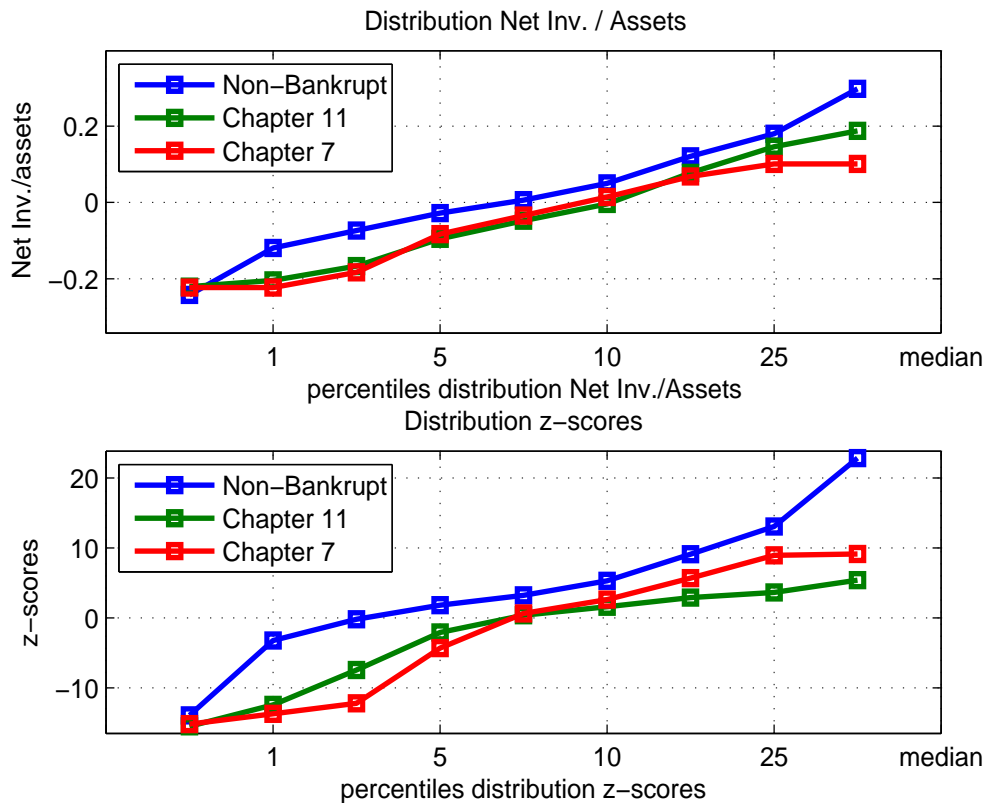 Distribution Net Inv. / Assets
Non−Bankrupt
Chapter 11
Chapter 7
0.2
0
−0.2
Net Inv./assets
1 5 10 25 median
percentiles distribution Net Inv./Assets
Distribution z−scores
Non−Bankrupt
Chapter 11
Chapter 7
20
10
0
−10
z−scores
1 5 10 25 median
percentiles distribution z−scores